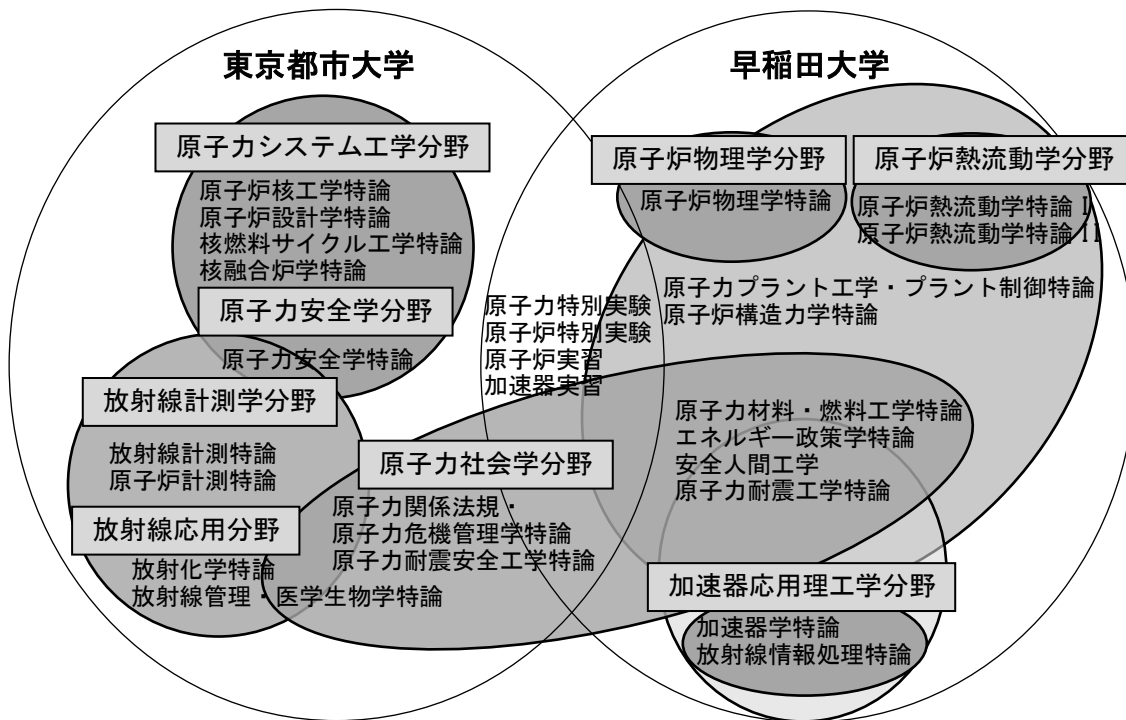 東京都市大学
原子力システム工学分野
原子炉核工学特論
原子炉設計学特論
核燃料サイクル工学特論
核融合炉学特論
原子力安全学分野
原子力安全学特論
放射線計測学分野
放射線計測特論
原子炉計測特論
放射線応用分野
放射化学特論
放射線管理・医学生物学特論
原子力社会学分野
原子力関係法規・
原子力危機管理学特論
原子力耐震安全工学特論
原子力特別実験
原子炉特別実験
原子炉実習
加速器実習
早稲田大学
原子炉物理学分野
原子炉物理学特論
原子炉熱流動学分野
原子炉熱流動学特論Ⅰ
原子炉熱流動学特論II
原子力プラント工学・プラント制御特論
原子炉構造力学特論
原子力材料・燃料工学特論
エネルギー政策学特論
安全人間工学
原子力耐震工学特論
加速器応用理工学分野
加速器学特論
放射線情報処理特論